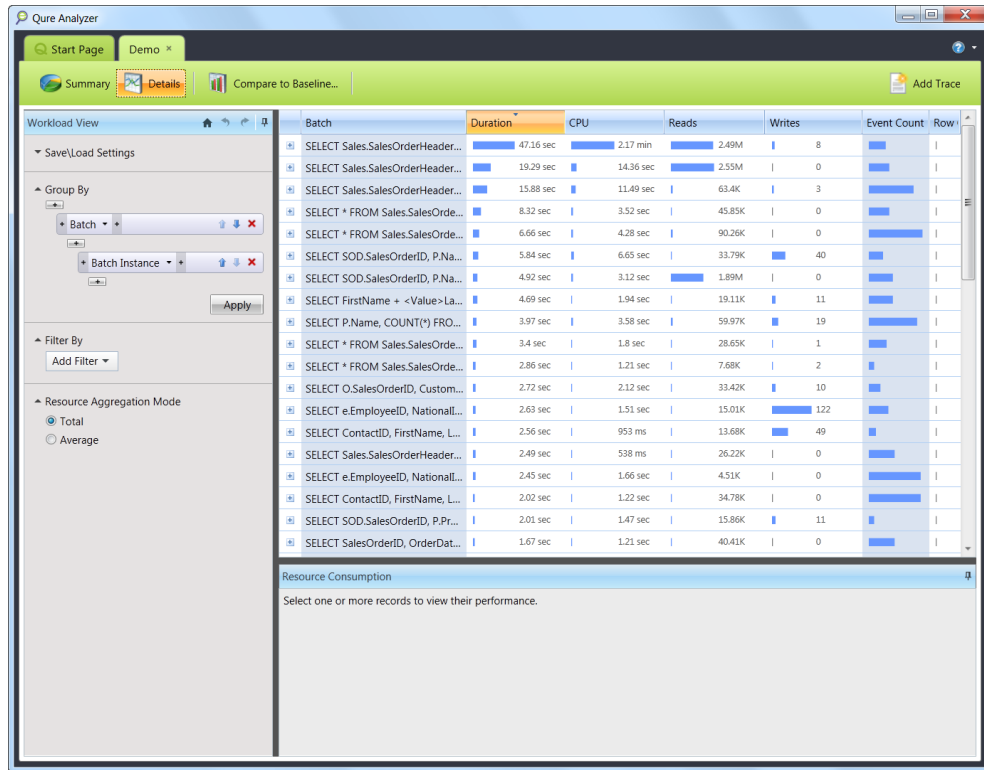 Qure Analyzer
Start Page
Demo ×
Summary
Details
Compare to Baseline...
Add Trace
Workload View
Save\Load Settings
Group By
Batch
Batch Instance
Apply
Filter By
Add Filter
Resource Aggregation Mode
Total
Average
Batch Duration CPU Reads Writes Event Count Row
SELECT Sales.SalesOrderHeader... 47.16 sec 2.17 min 2.49M 8
SELECT Sales.SalesOrderHeader... 19.29 sec 14.36 sec 2.55M 0
SELECT Sales.SalesOrderHeader... 15.88 sec 11.49 sec 63.4K 3
SELECT * FROM Sales.SalesOrde... 8.32 sec 3.52 sec 45.85K 0
SELECT * FROM Sales.SalesOrde... 6.66 sec 4.28 sec 90.26K 0
SELECT SOD.SalesOrderID, P.Na... 5.84 sec 6.65 sec 33.79K 40
SELECT SOD.SalesOrderID, P.Na... 4.92 sec 3.12 sec 1.89M 0
SELECT FirstName + <Value>La... 4.69 sec 1.94 sec 19.11K 11
SELECT P.Name, COUNT(*) FRO... 3.97 sec 3.58 sec 59.97K 19
SELECT * FROM Sales.SalesOrde... 3.4 sec 1.8 sec 28.65K 1
SELECT * FROM Sales.SalesOrde... 2.86 sec 1.21 sec 7.68K 2
SELECT O.SalesOrderID, Custom... 2.72 sec 2.12 sec 33.42K 10
SELECT e.EmployeeID, NationalI... 2.63 sec 1.51 sec 15.01K 122
SELECT ContactID, FirstName, L... 2.56 sec 953 ms 13.68K 49
SELECT Sales.SalesOrderHeader... 2.49 sec 538 ms 26.22K 0
SELECT e.EmployeeID, NationalI... 2.45 sec 1.66 sec 4.51K 0
SELECT ContactID, FirstName, L... 2.02 sec 1.22 sec 34.78K 0
SELECT SOD.SalesOrderID, P.Pr... 2.01 sec 1.47 sec 15.86K 11
SELECT SalesOrderID, OrderDat... 1.67 sec 1.21 sec 40.41K 0
Resource Consumption
Select one or more records to view their performance.